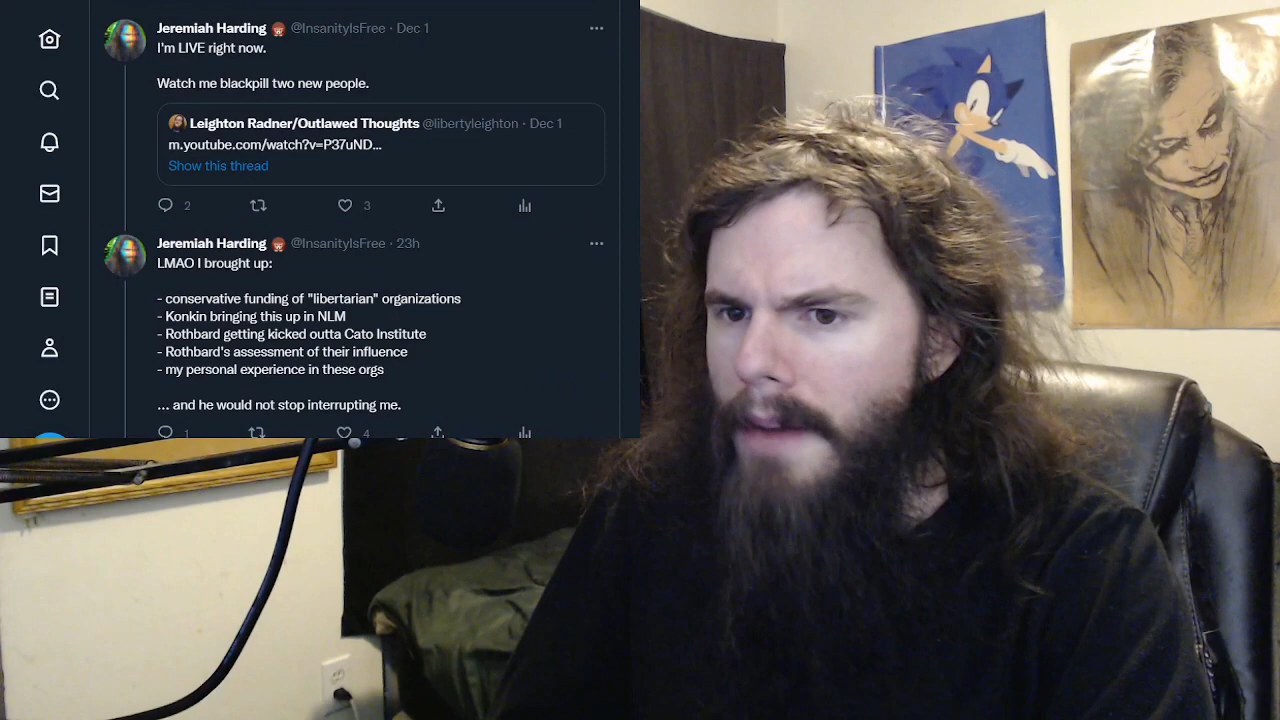 Jeremiah Harding @InsanityIsFree · Dec 1
I'm LIVE right now.
Watch me blackpill two new people.
Leighton Radner/Outlawed Thoughts @libertyleighton · Dec 1
m.youtube.com/watch?v=P37uND...
Show this thread
2 3
Jeremiah Harding @InsanityIsFree · 23h
LMAO I brought up:
- conservative funding of "libertarian" organizations
- Konkin bringing this up in NLM
- Rothbard getting kicked outta Cato Institute
- Rothbard's assessment of their influence
- my personal experience in these orgs
... and he would not stop interrupting me.
1 4